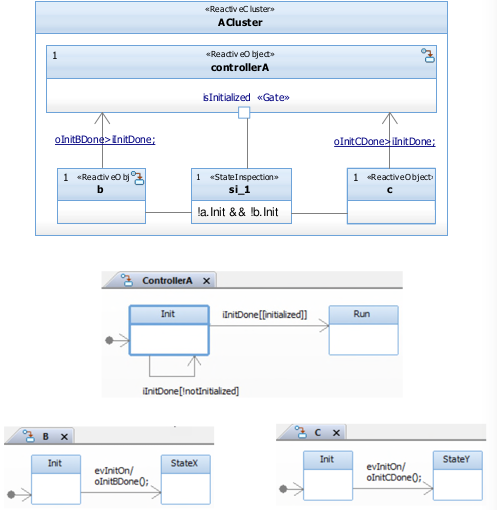 «ReactiveCluster»
ACluster
1 «ReactiveObject»
controllerA
isInitialized «Gate»
oInitBDone>iInitDone;
oInitCDone>iInitDone;
1 «ReactiveObj
b
1 «StateInspection»
si_1
!a.Init && !b.Init
1 «ReactiveObject»
c
ControllerA X
Init
iInitDone[[initialized]]
Run
iInitDone[!notInitialized]
B X
Init
evInitOn/
oInitBDone();
StateX
C X
Init
evInitOn/
oInitCDone();
StateY